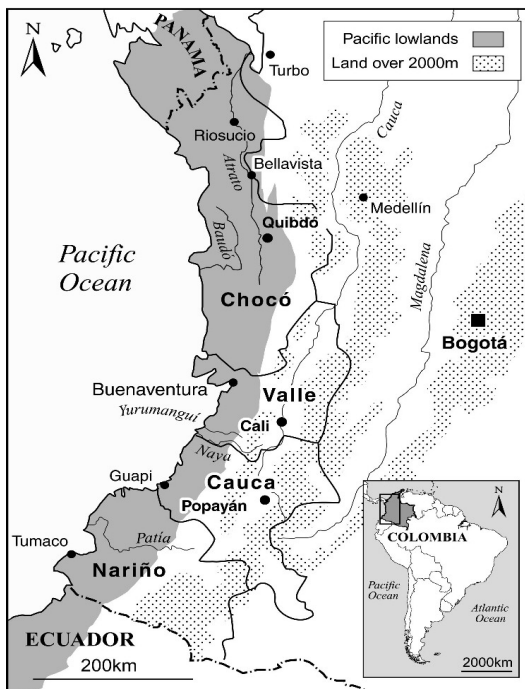 PANAMA
Turbo
Pacific lowlands
Land over 2000m
N
Cauca
Riosucio
Atrato
Bellavista
Medellín
Quibdó
Baudó
Magdalena
Pacific
Ocean
Chocó
Bogotá
Buenaventura
Valle
Yurumanguí
Cali
Naya
Guapi
Cauca
Popayán
Tumaco
Patía
Nariño
ECUADOR
200km
N
COLOMBIA
Pacific
Ocean
Atlantic
Ocean
2000km